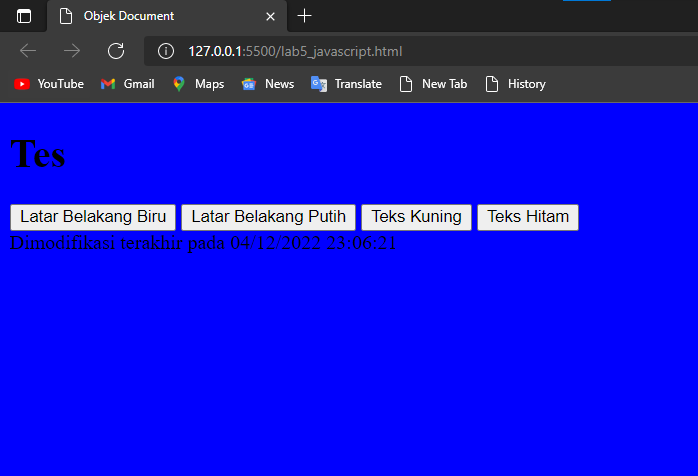 Objek Document
127.0.0.1:5500/lab5_javascript.html
YouTube Gmail Maps News Translate New Tab History
Tes
Latar Belakang Biru Latar Belakang Putih Teks Kuning Teks Hitam
Dimodifikasi terakhir pada 04/12/2022 23:06:21